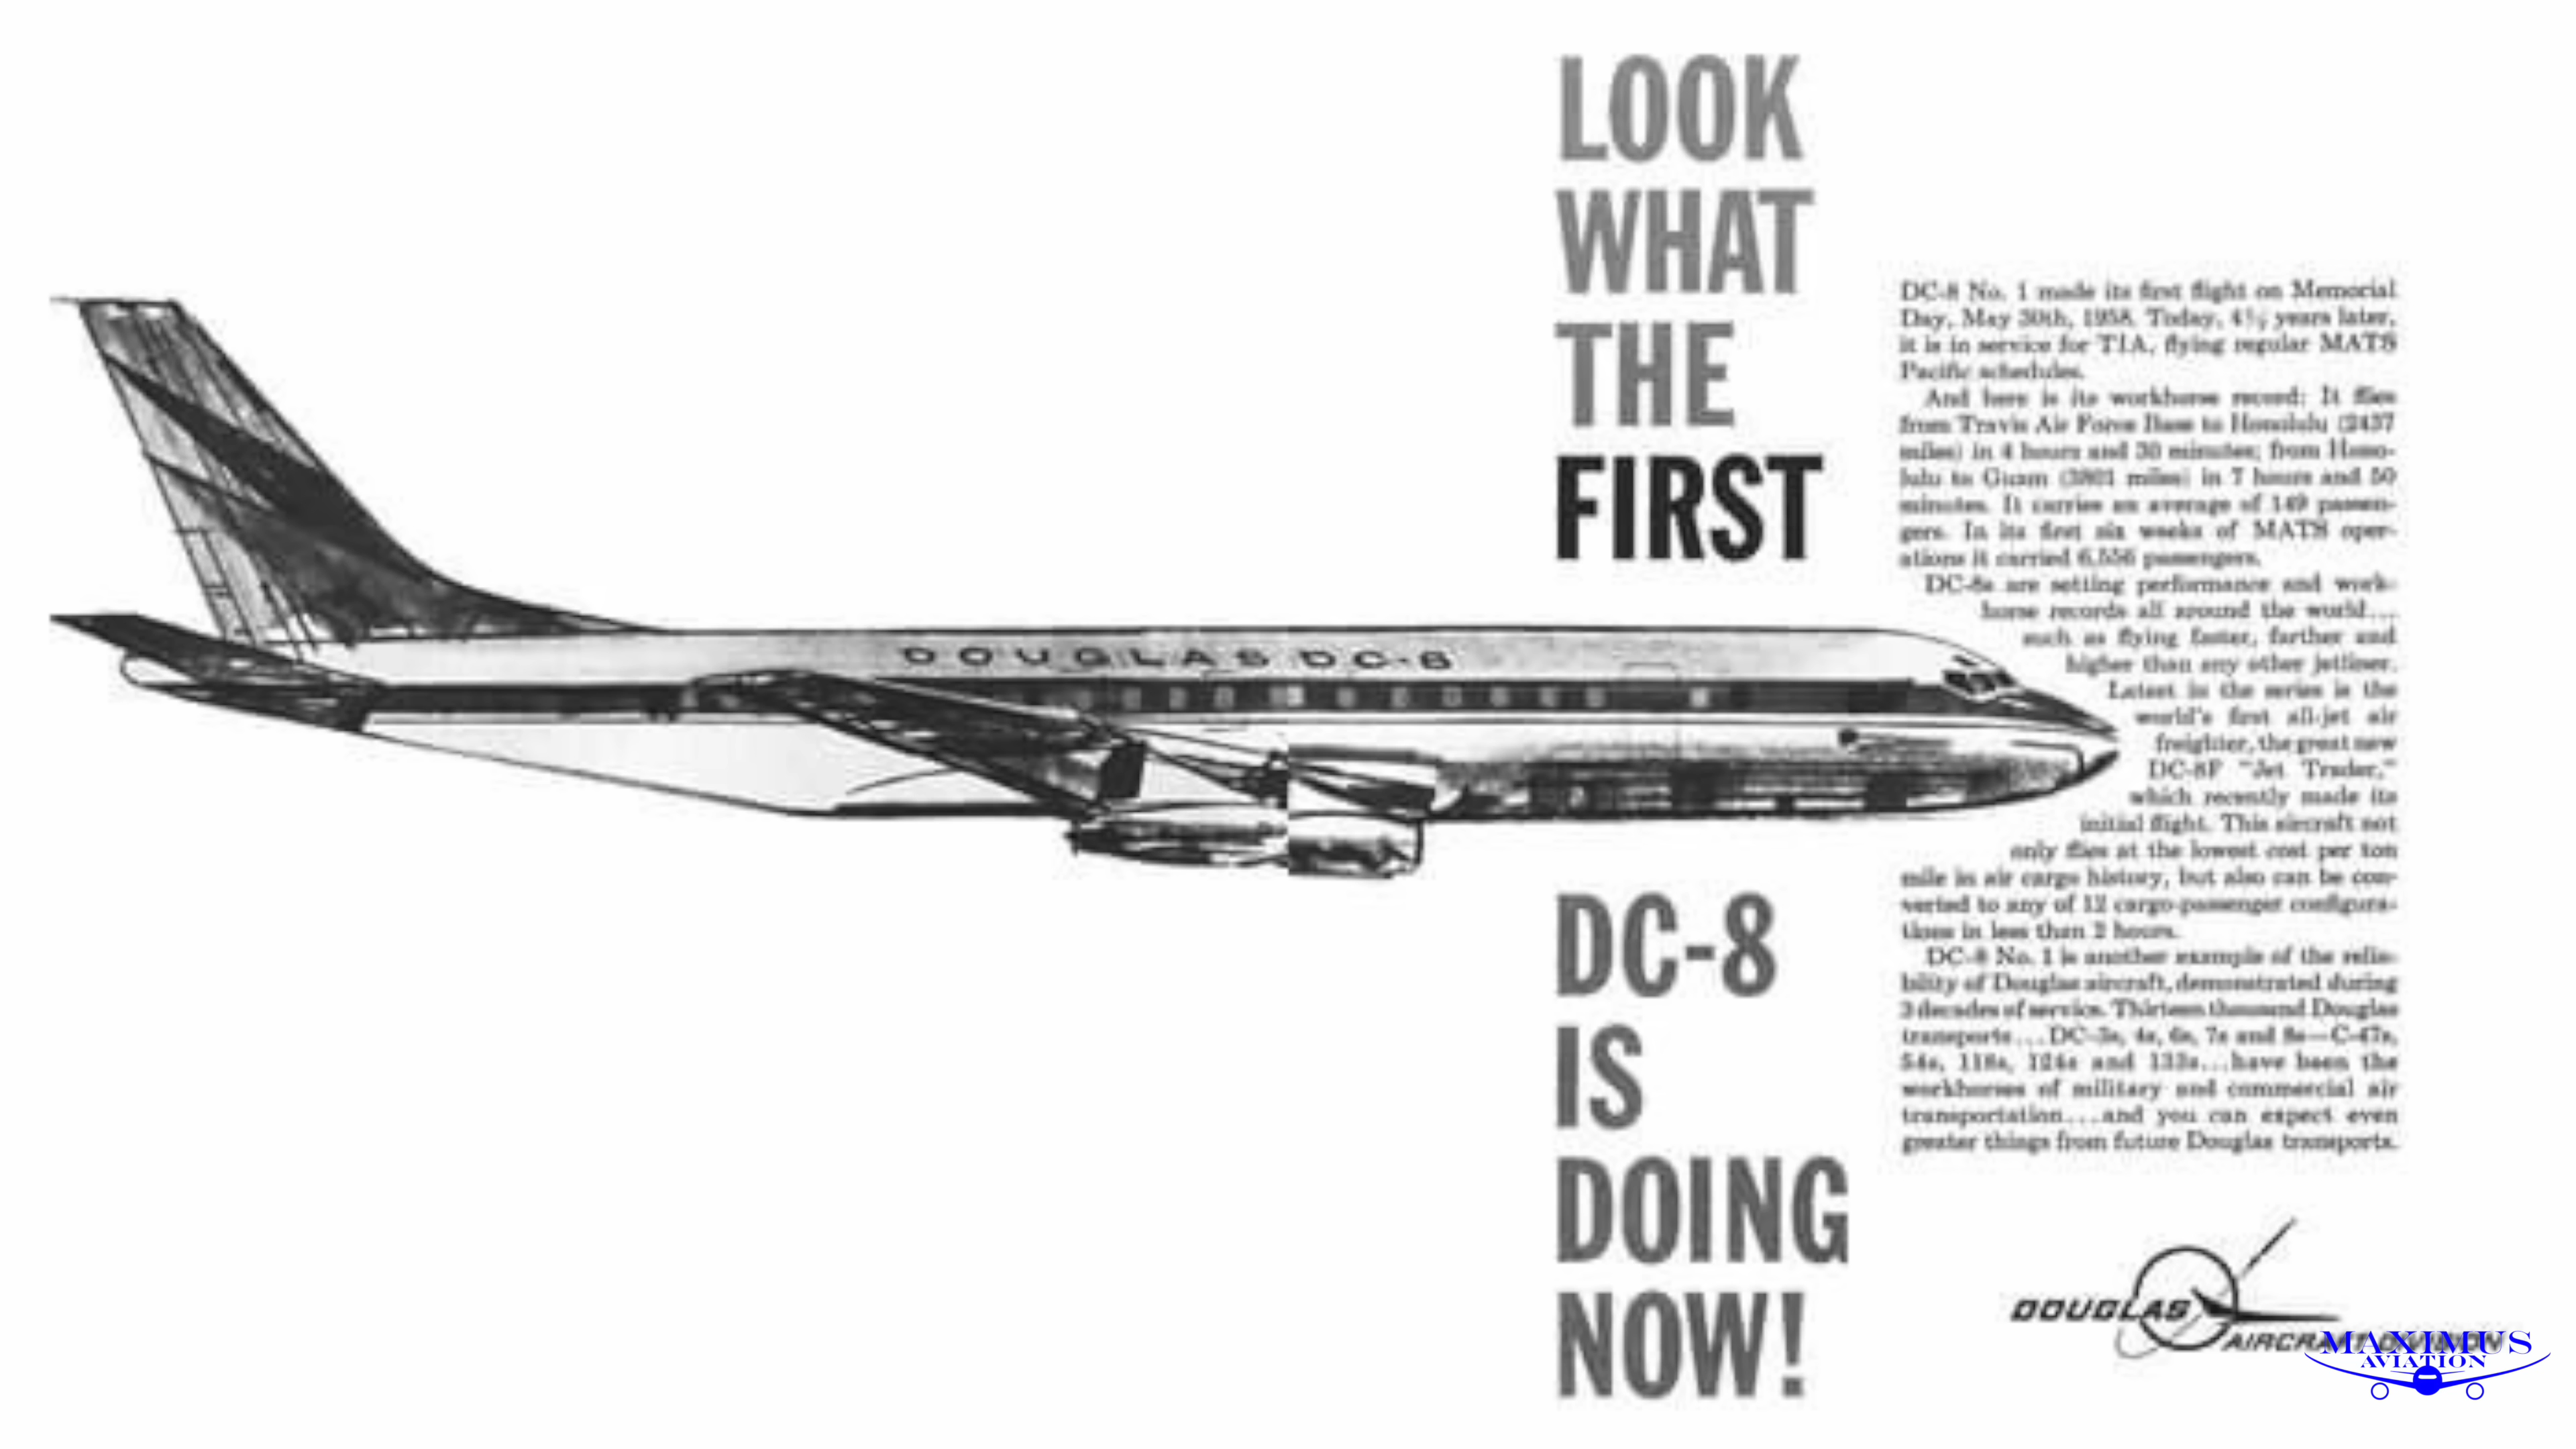 LOOK
WHAT
THE
FIRST
DOUGLAS DC-8
DC-8
IS
DOING
NOW!
DC-8 No. 1 made its first flight on Memorial
Day, May 30th, 1958. Today, 4½ years later,
it is in service for TIA, flying regular MATS
Pacific schedules.
And here is its workhorse record: It flies
from Travis Air Force Base to Honolulu (2437
miles) in 4 hours and 30 minutes; from Hono-
lulu to Guam (3801 miles) in 7 hours and 50
minutes. It carries an average of 149 passen-
gers. In its first six weeks of MATS oper-
ations it carried 6,556 passengers.
DC-8s are setting performance and work-
horse records all around the world...
such as flying faster, farther and
higher than any other jetliner.
Latest in the series is the
world's first all-jet air
freighter, the great new
DC-8F "Jet Trader,"
which recently made its
initial flight. This aircraft not
only flies at the lowest cost per ton
mile in air cargo history, but also can be con-
verted to any of 12 cargo-passenger configura-
tions in less than 2 hours.
DC-8 No. 1 is another example of the relia-
bility of Douglas aircraft, demonstrated during
3 decades of service. Thirteen thousand Douglas
transports...DC-3s, 4s, 6s, 7s and 8s—C-47s,
54s, 118s, 124s and 133s...have been the
workhorses of military and commercial air
transportation...and you can expect even
greater things from future Douglas transports.
DOUGLAS
AIRCRAFT DIVISION
MAXIMUS
AVIATION